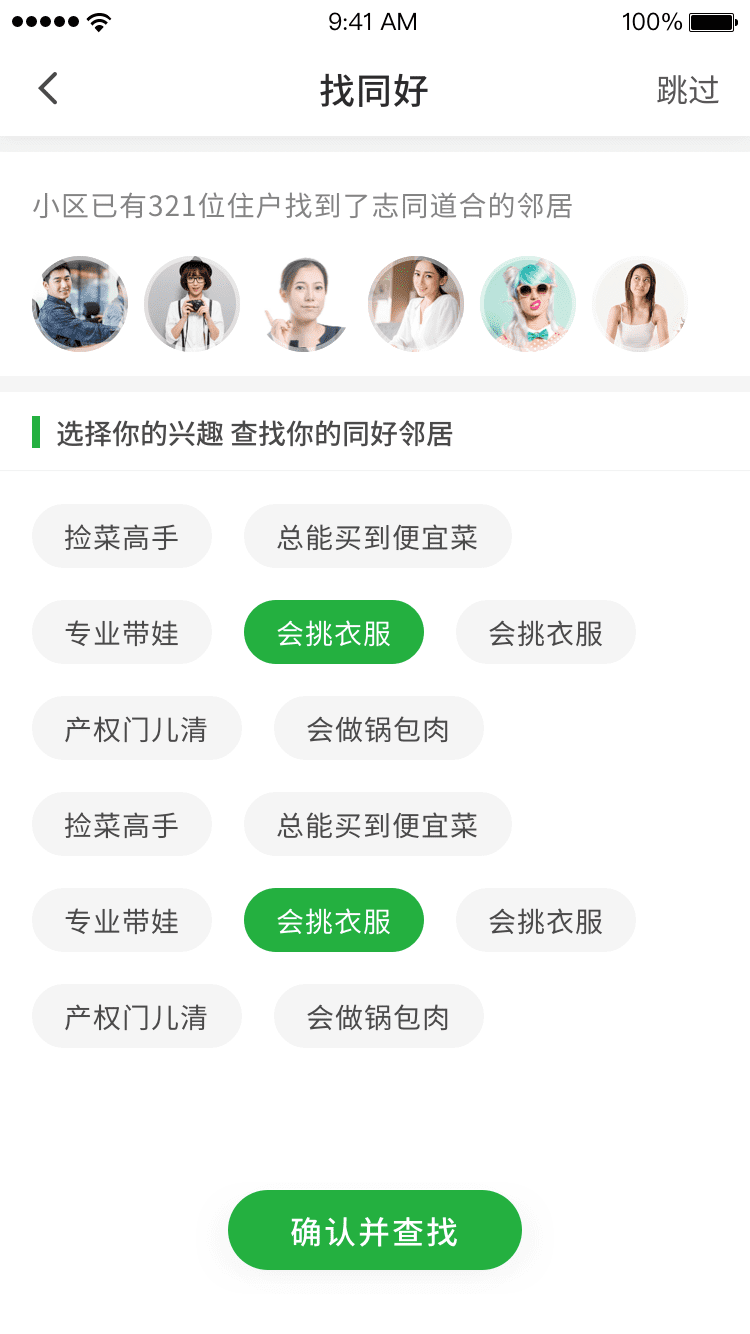 9:41 AM 100%
找同好 跳过
小区已有321位住户找到了志同道合的邻居
选择你的兴趣 查找你的同好邻居
捡菜高手 总能买到便宜菜
专业带娃 会挑衣服 会挑衣服
产权门儿清 会做锅包肉
捡菜高手 总能买到便宜菜
专业带娃 会挑衣服 会挑衣服
产权门儿清 会做锅包肉
确认并查找